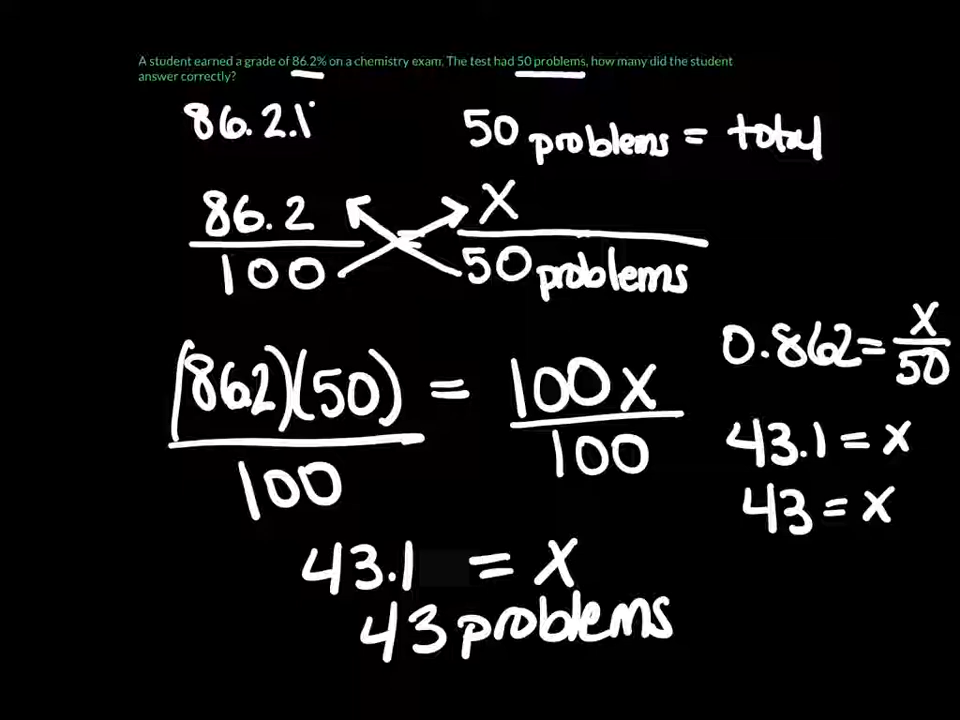 A student earned a grade of 86.2% on a chemistry exam. The test had 50 problems, how many did the student
answer correctly?
86.2% 50 problems = total
86.2 = X
100 50 problems
(86.2)(50) = 100X
100 100
0.862 = X
50
43.1 = X
43 = X
43.1 = X
43 problems